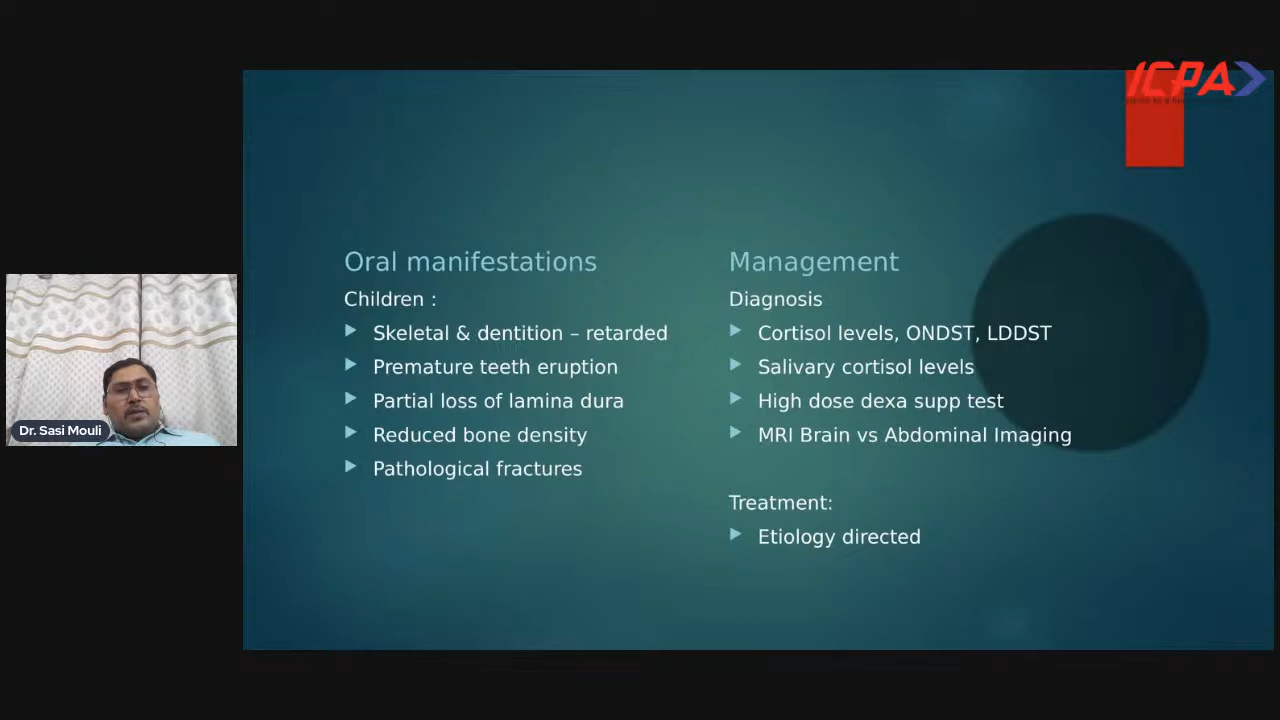 ICPA
Oral manifestations
Children :
Skeletal & dentition – retarded
Premature teeth eruption
Partial loss of lamina dura
Reduced bone density
Pathological fractures
Management
Diagnosis
Cortisol levels, ONDST, LDDST
Salivary cortisol levels
High dose dexa supp test
MRI Brain vs Abdominal Imaging
Treatment:
Etiology directed
Dr. Sasi Mouli